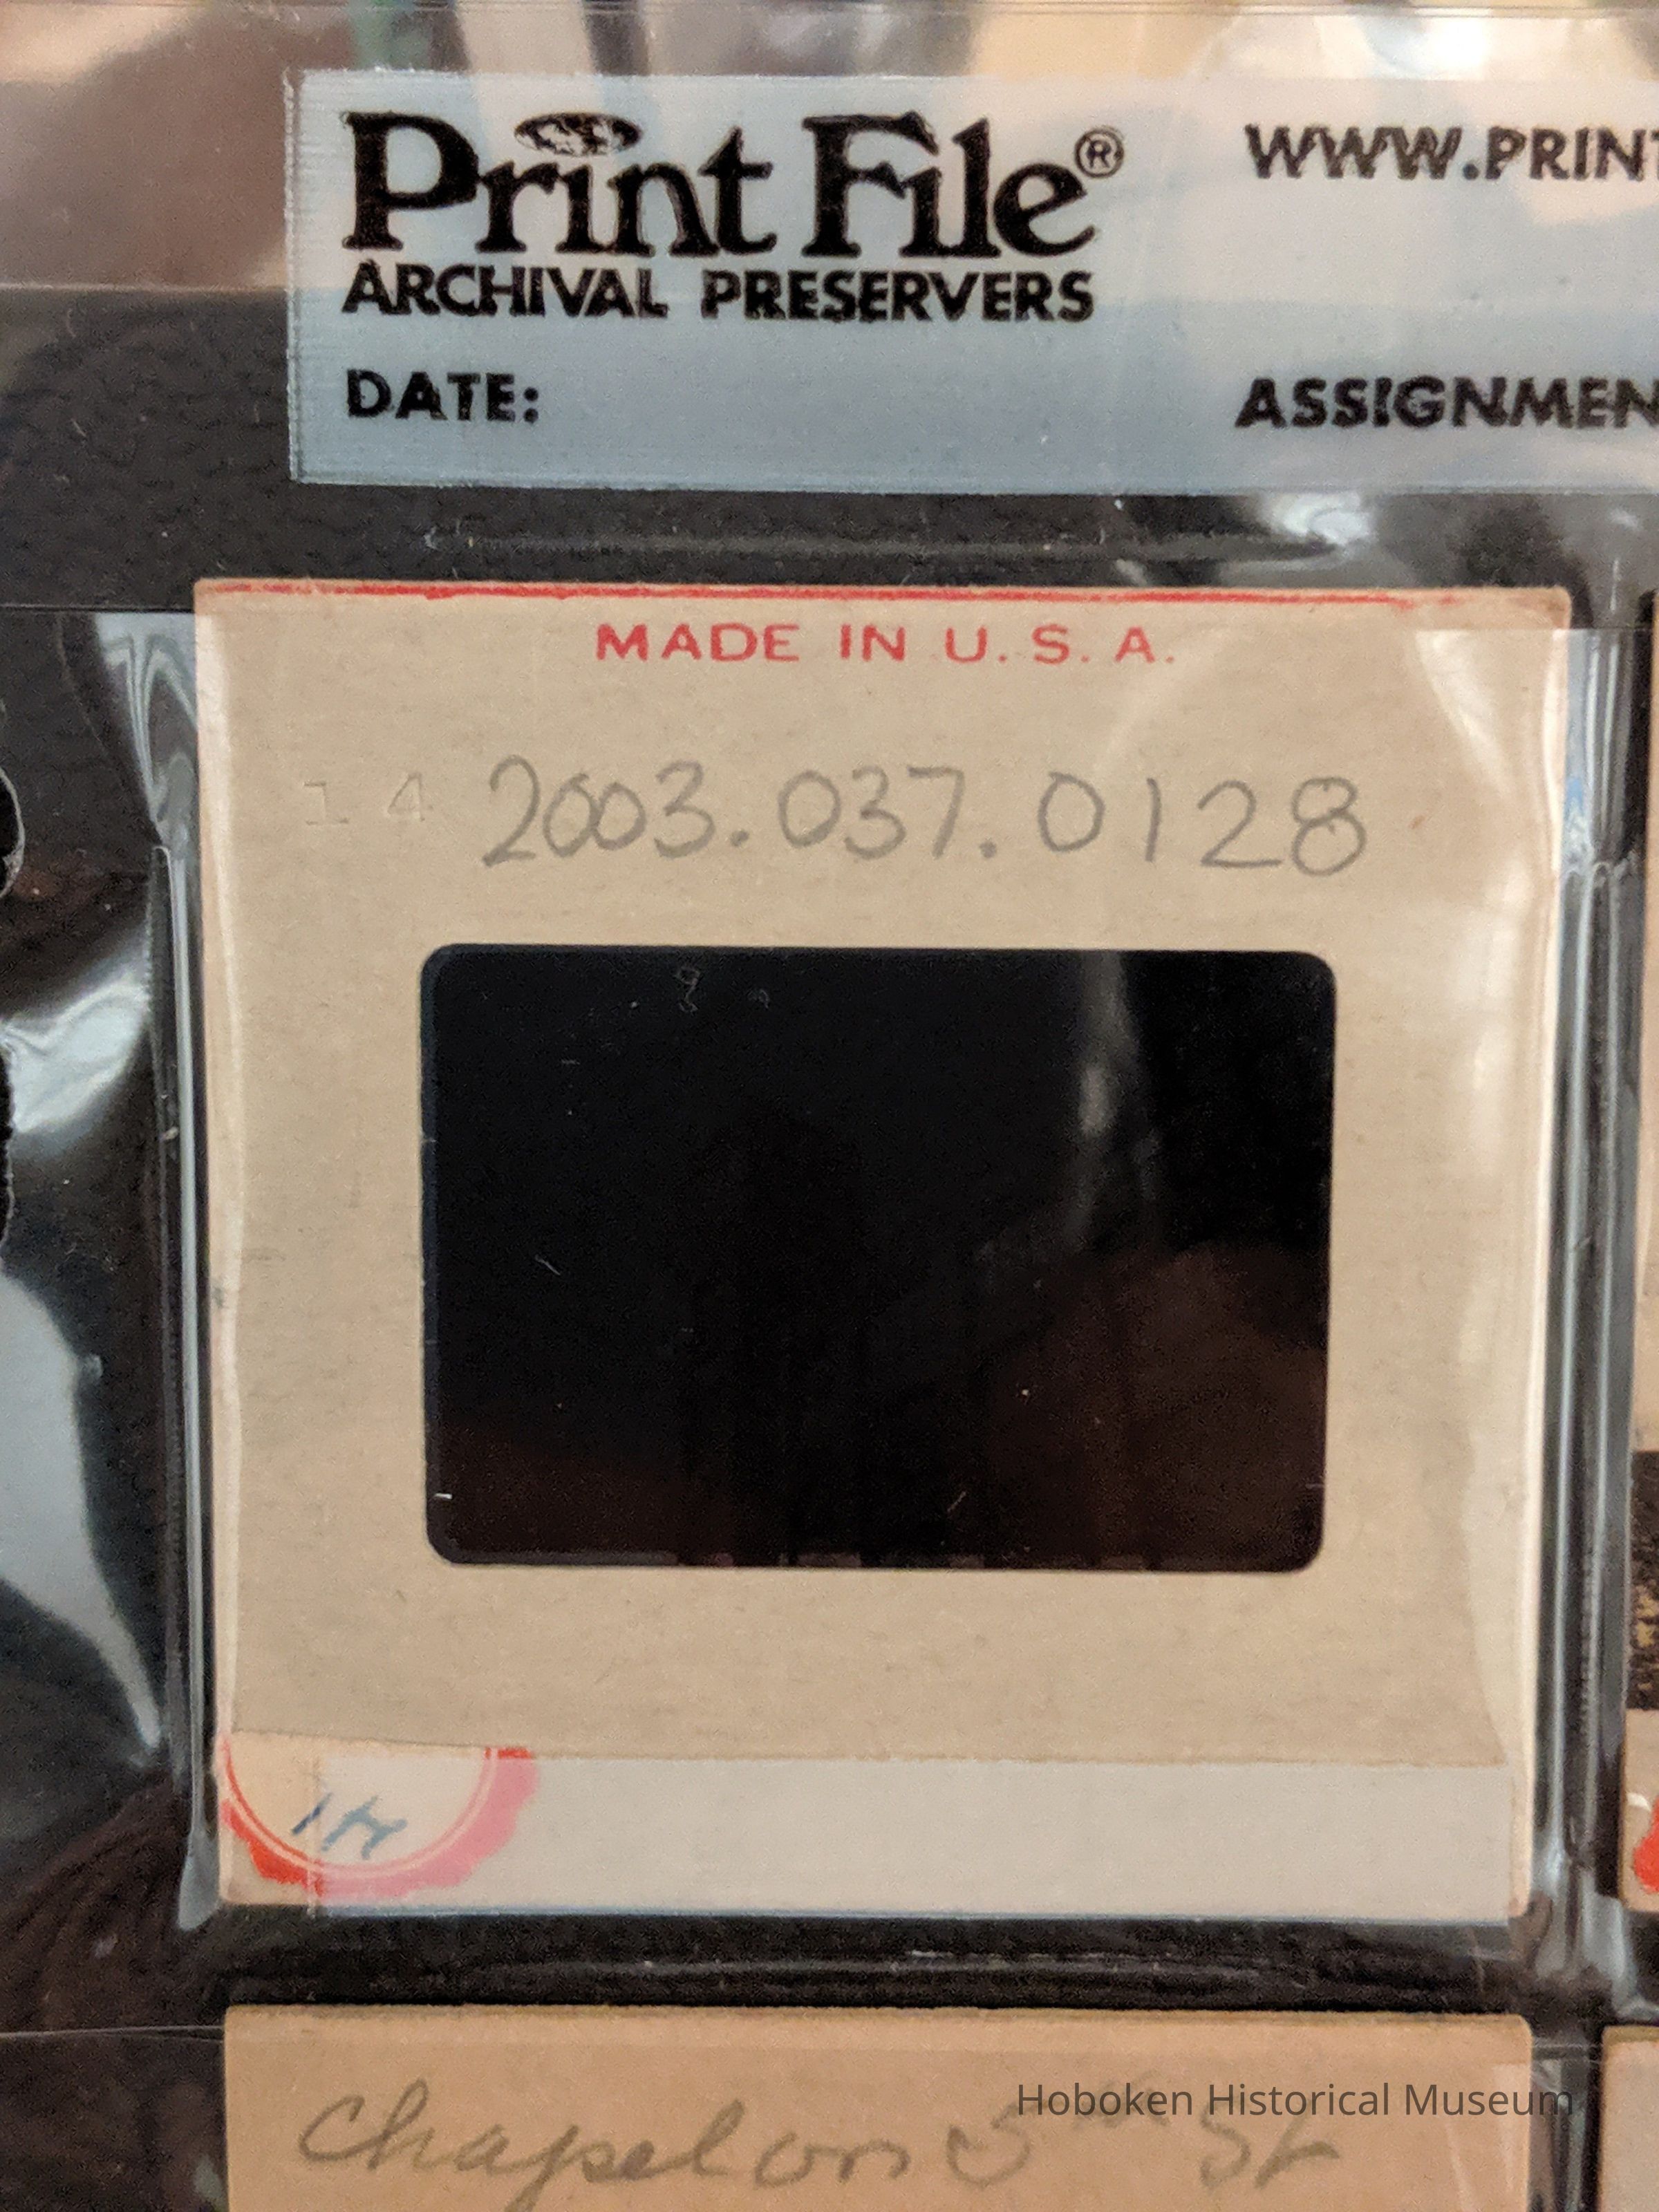 Print File®
WWW.PRINT
ARCHIVAL PRESERVERS
DATE:
ASSIGNMEN
MADE IN U.S.A.
14 2003.037.0128
14
Hoboken Historical Museum
Chapel on 5th St